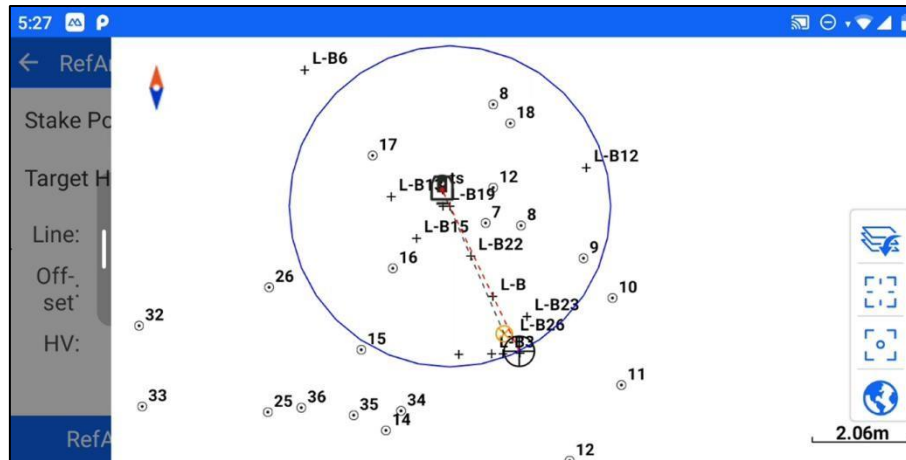 5:27
RefA
L-B6
8
18
Stake Po
17
L-B12
Target H
ts
12
L-B19
7
8
Line:
L-B15
L-B22
9
16
Off-
set
26
L-B
10
32
L-B23
L-B26
HV:
15
L-B3
11
33
25
36
35
34
14
RefA
2.06m
12